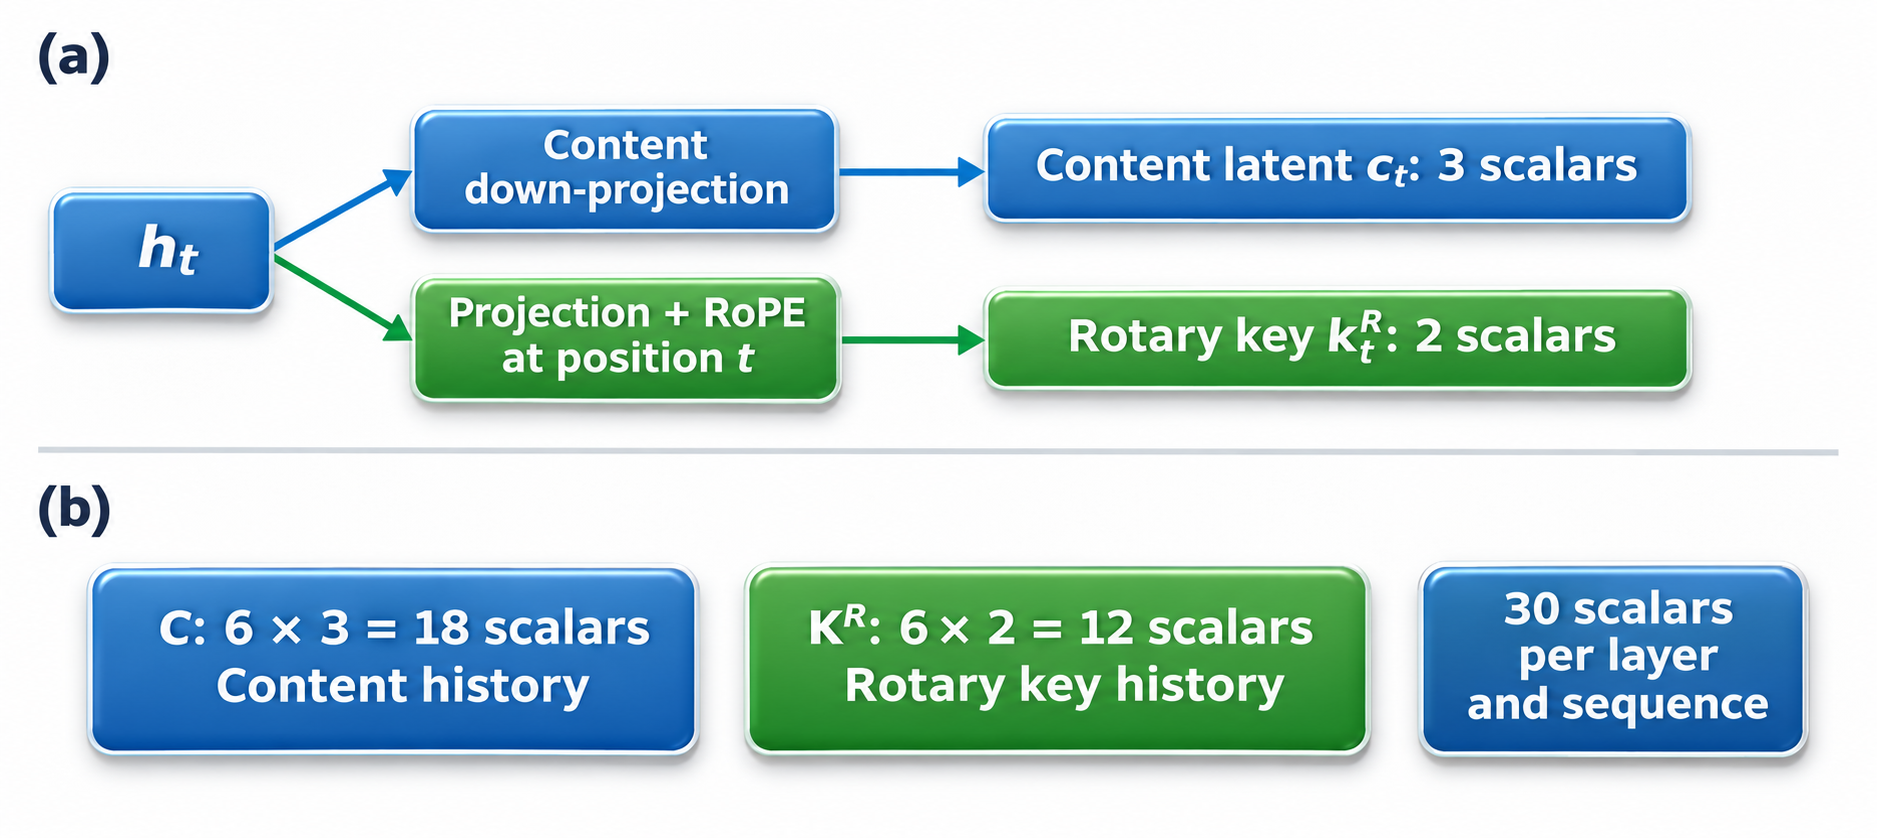 (a)
h_t
Content
down-projection
Content latent c_t: 3 scalars
Projection + RoPE
at position t
Rotary key k_t^R: 2 scalars
(b)
C: 6 × 3 = 18 scalars
Content history
K^R: 6 × 2 = 12 scalars
Rotary key history
30 scalars
per layer
and sequence